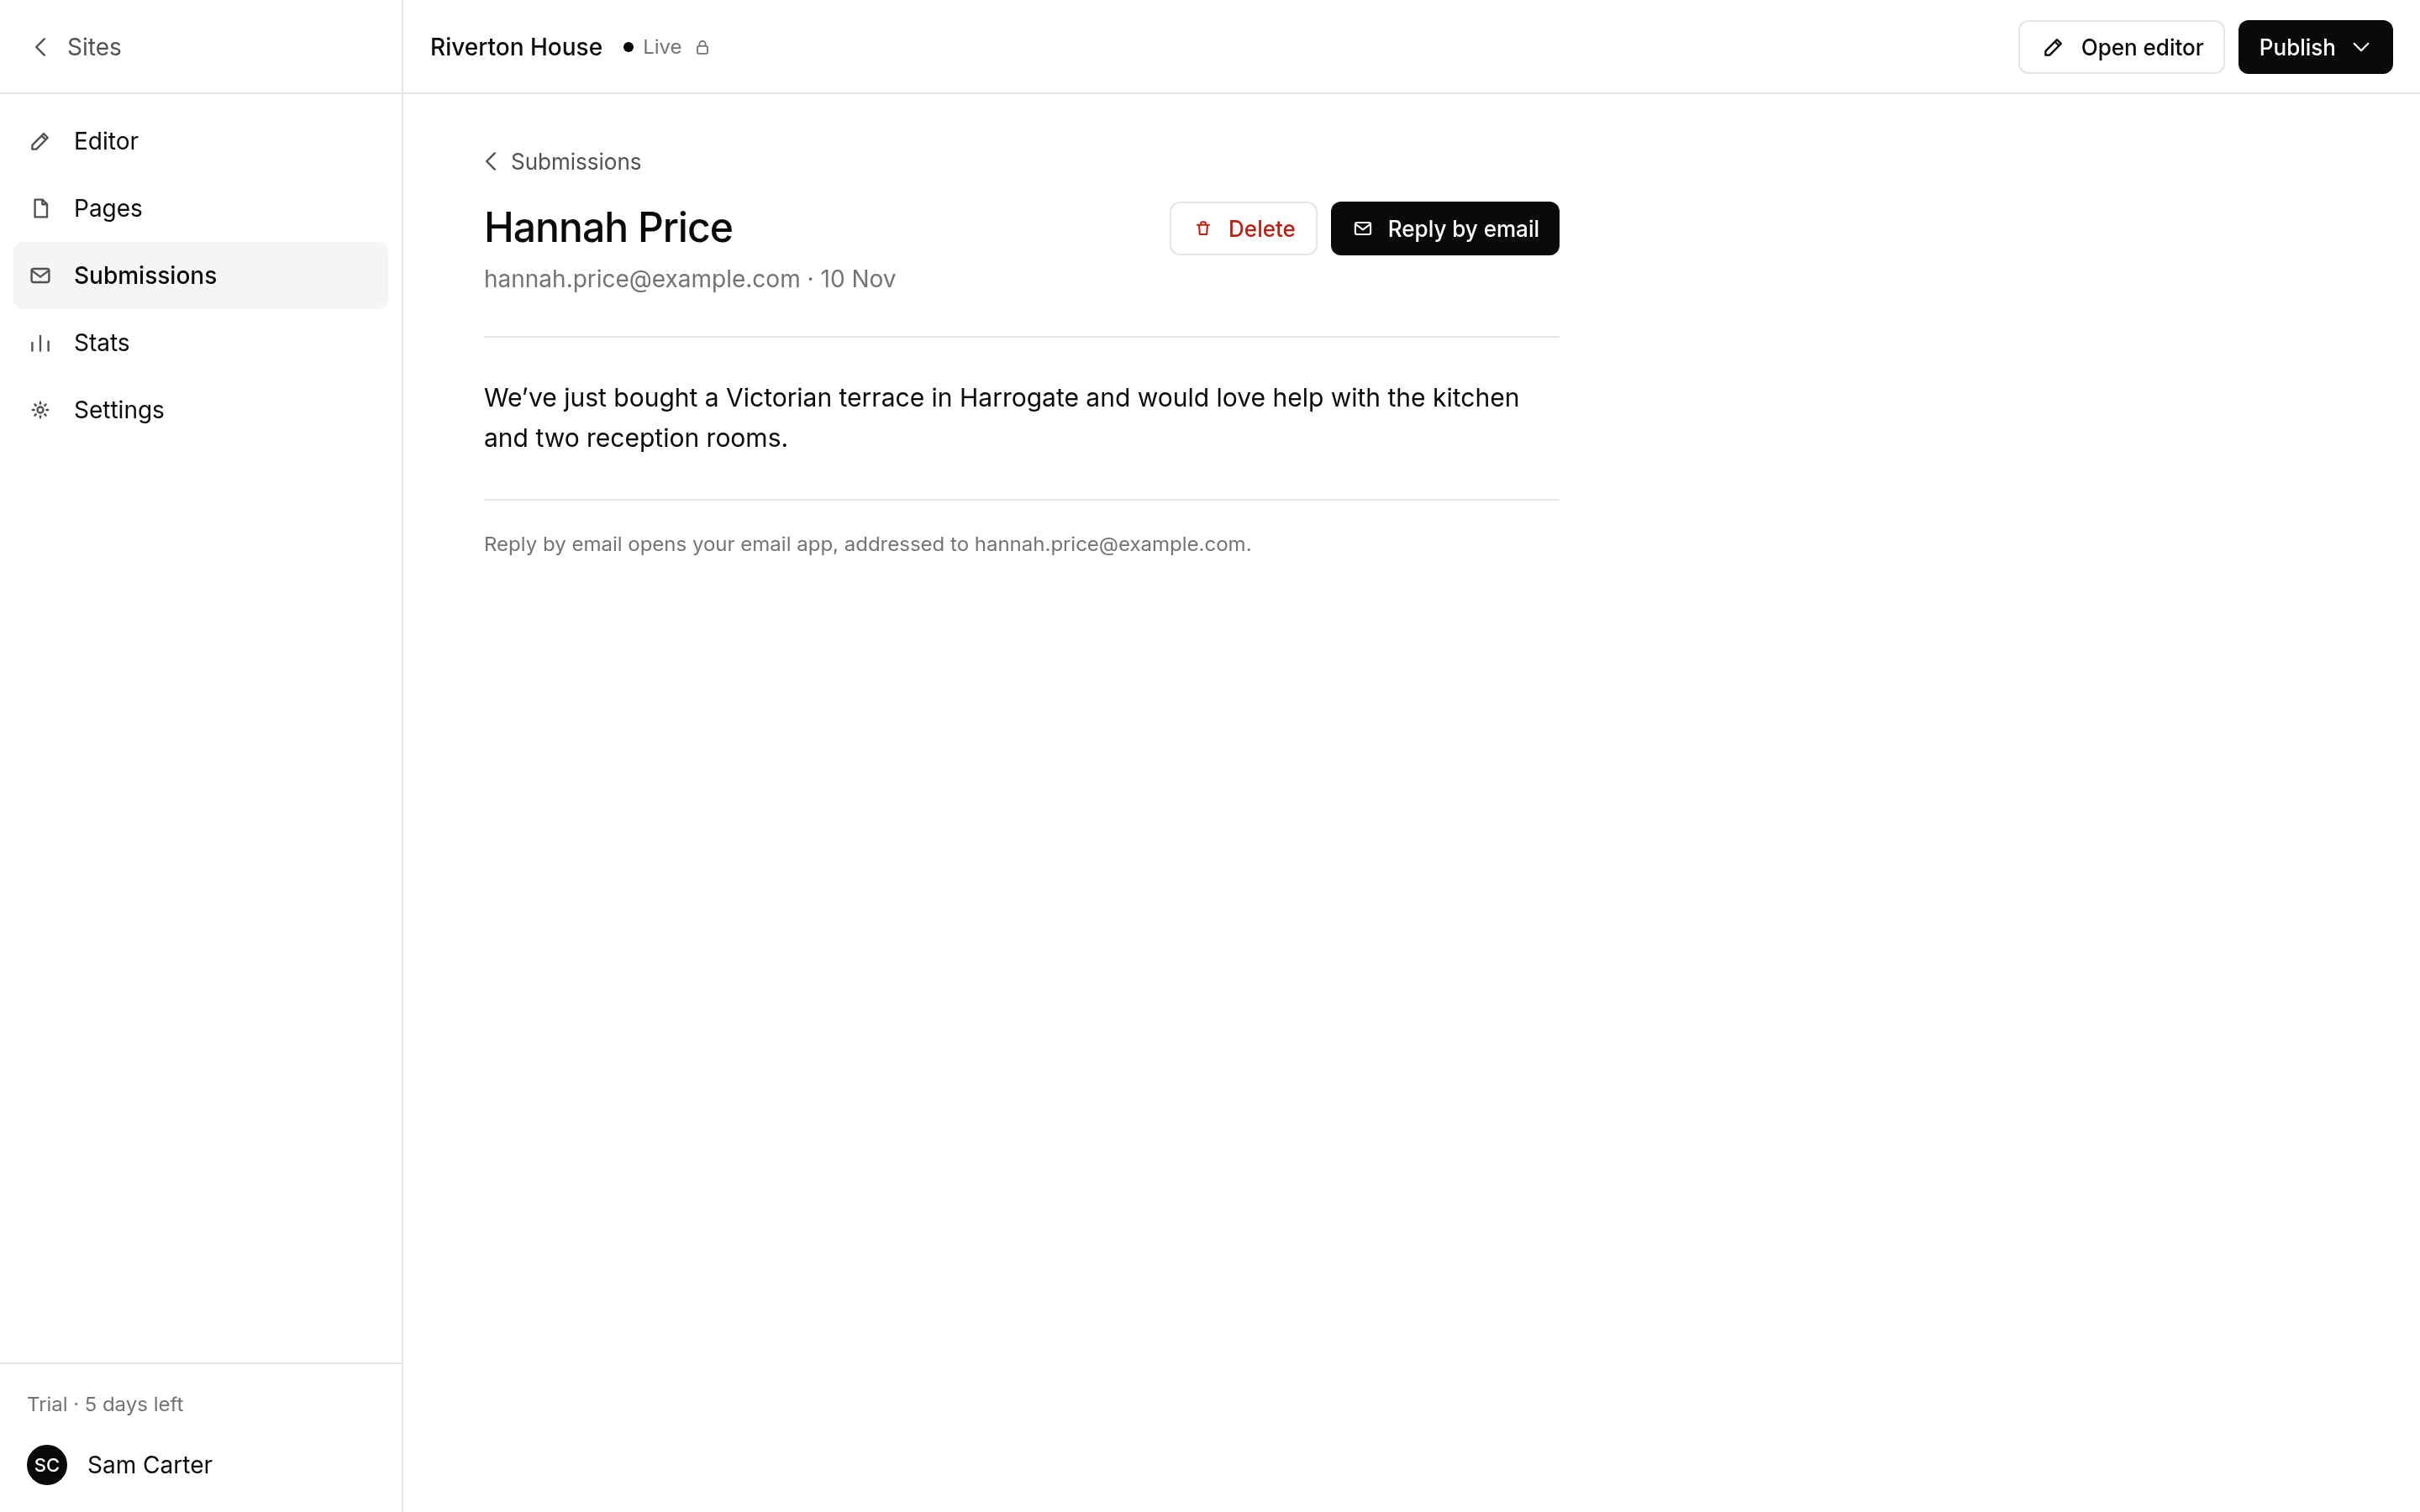 Sites
Riverton House
Live
Open editor
Publish
Editor
Pages
Submissions
Stats
Settings
Submissions
Hannah Price
Delete
Reply by email
hannah.price@example.com · 10 Nov
We’ve just bought a Victorian terrace in Harrogate and would love help with the kitchen
and two reception rooms.
Reply by email opens your email app, addressed to hannah.price@example.com.
Trial · 5 days left
SC
Sam Carter